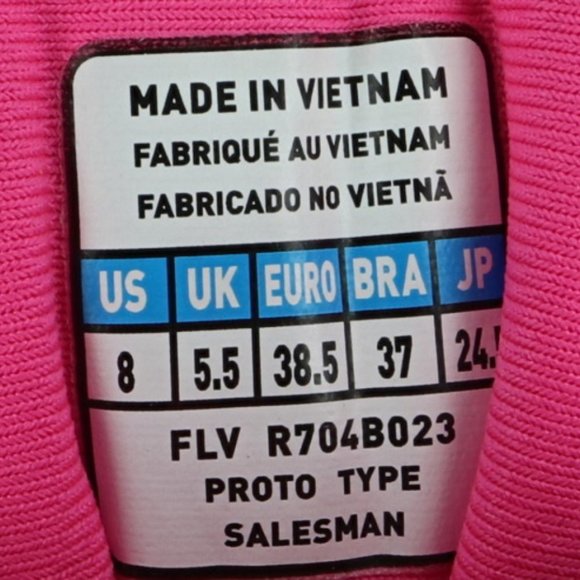 MADE IN VIETNAM
FABRIQUÉ AU VIETNAM
FABRICADO NO VIETNÃ
US UK EURO BRA JP
8 5.5 38.5 37
FLV R704B023
PROTO TYPE
SALESMAN